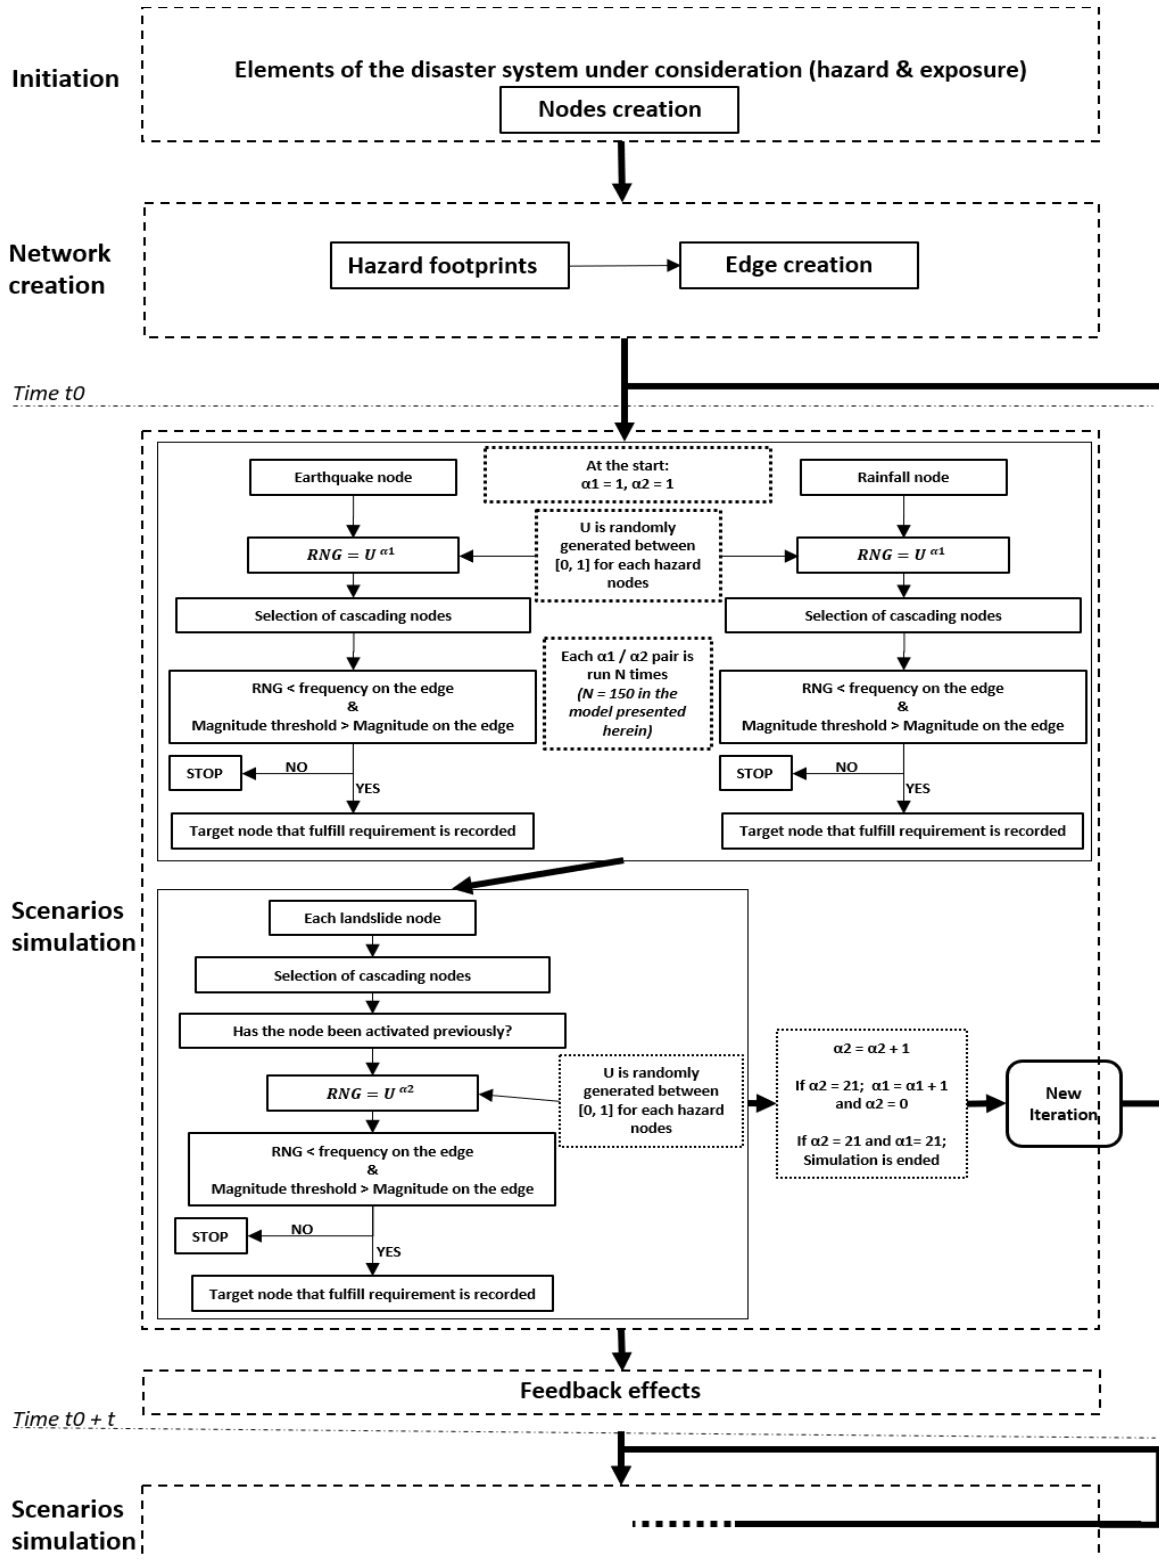 Initiation
Elements of the disaster system under consideration (hazard & exposure)
Nodes creation
Network
creation
Hazard footprints
Edge creation
Time t0
Scenarios
simulation
At the start:
α1 = 1, α2 = 1
Earthquake node
Rainfall node
RNG = U^α1
U is randomly
generated between
[0, 1] for each hazard
nodes
RNG = U^α1
Selection of cascading nodes
Selection of cascading nodes
Each α1 / α2 pair is
run N times
(N = 150 in the
model presented
herein)
RNG < frequency on the edge
&
Magnitude threshold > Magnitude on the edge
RNG < frequency on the edge
&
Magnitude threshold > Magnitude on the edge
STOP
NO
YES
STOP
NO
YES
Target node that fulfill requirement is recorded
Target node that fulfill requirement is recorded
Each landslide node
Selection of cascading nodes
Has the node been activated previously?
RNG = U^α2
U is randomly
generated between
[0, 1] for each hazard
nodes
RNG < frequency on the edge
&
Magnitude threshold > Magnitude on the edge
STOP
NO
YES
Target node that fulfill requirement is recorded
α2 = α2 + 1
If α2 = 21; α1 = α1 + 1
and α2 = 0
If α2 = 21 and α1= 21;
Simulation is ended
New
Iteration
Feedback effects
Time t0 + t
Scenarios
simulation